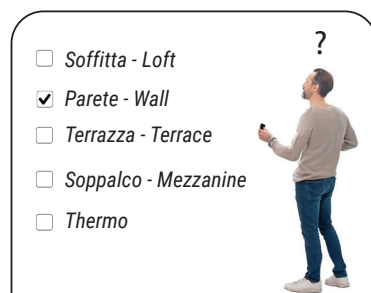 ?
Soffitta - Loft
Parete - Wall
Terrazza - Terrace
Soppalco - Mezzanine
Thermo